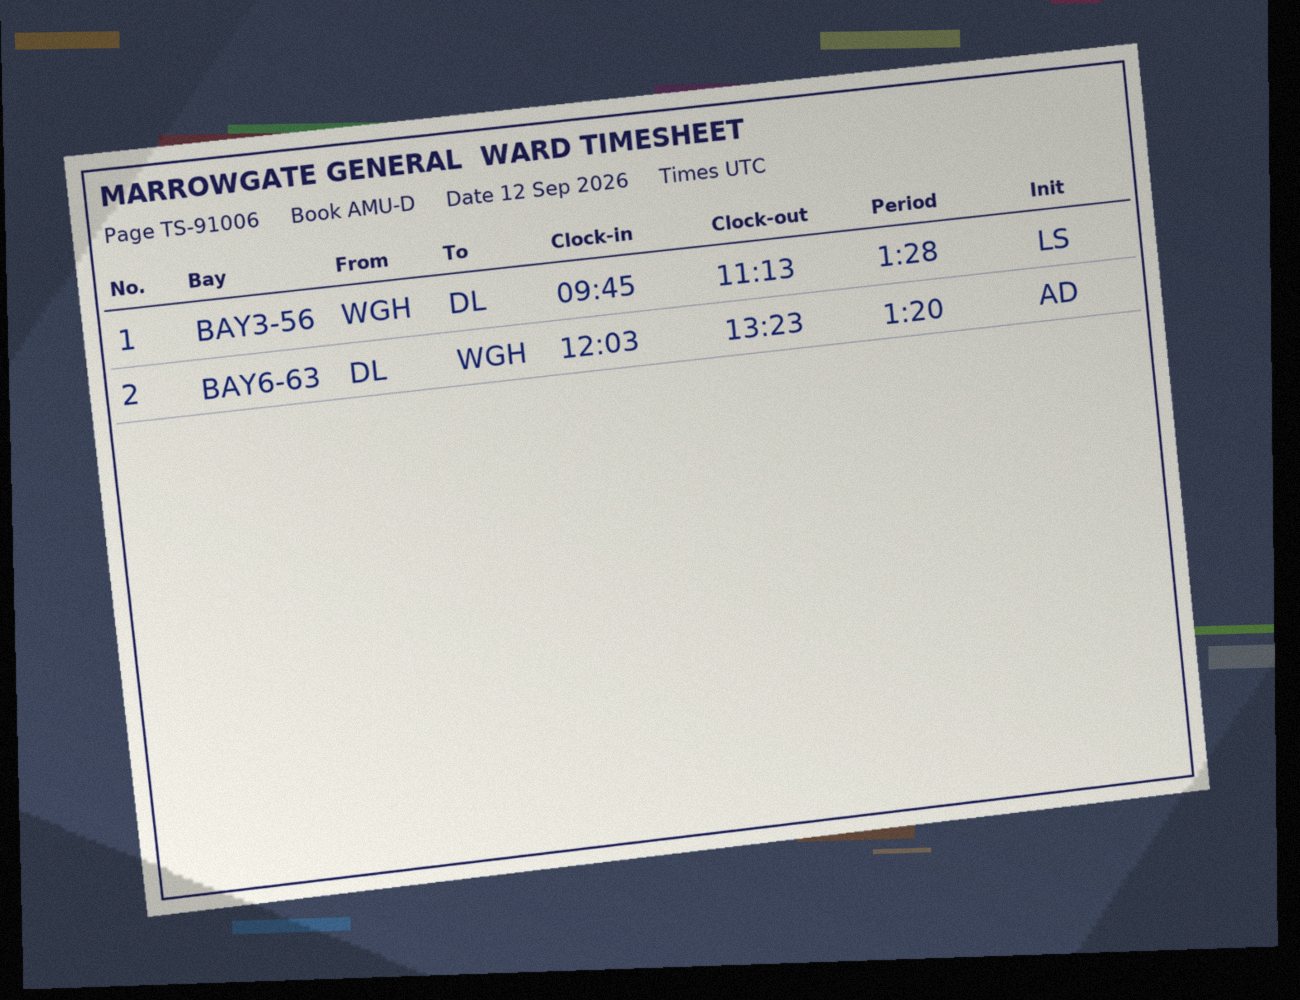 MARROWGATE GENERAL WARD TIMESHEET
Page TS-91006 Book AMU-D Date 12 Sep 2026 Times UTC
No. Bay From To Clock-in Clock-out Period Init
1 BAY3-56 WGH DL 09:45 11:13 1:28 LS
2 BAY6-63 DL WGH 12:03 13:23 1:20 AD